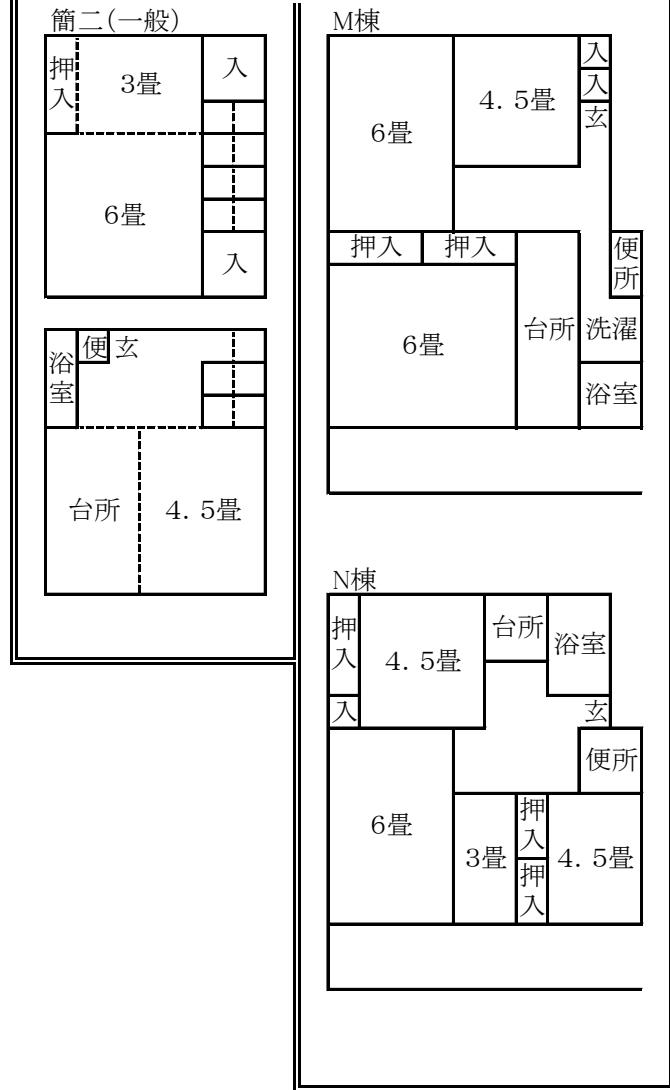 簡二(一般)
押入
3畳
入
6畳
入
浴室
便
玄
台所
4.5畳
M棟
6畳
4.5畳
入
入
玄
押入
押入
便所
6畳
台所
洗濯
浴室
N棟
押入
4.5畳
台所
浴室
入
玄
便所
6畳
3畳
押入
押入
4.5畳